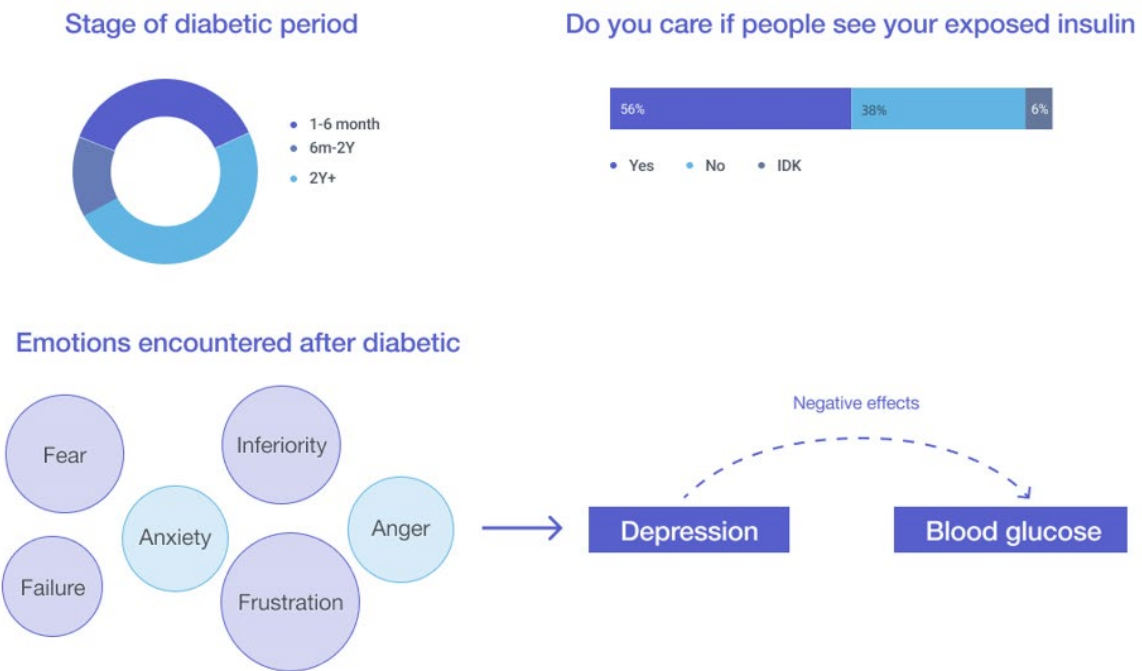 Stage of diabetic period
1-6 month
6m-2Y
2Y+
Do you care if people see your exposed insulin
56%
38%
6%
Yes
No
IDK
Emotions encountered after diabetic
Fear
Inferiority
Anxiety
Anger
Failure
Frustration
Negative effects
Depression
Blood glucose